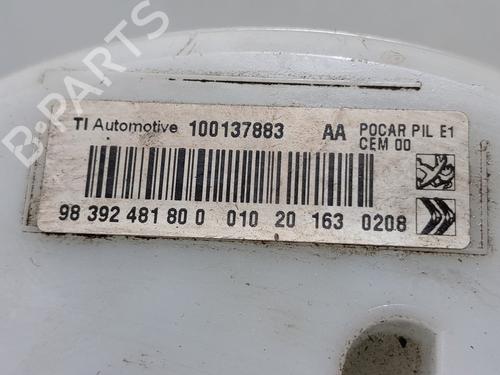 B-PARTS
TI Automotive 100137883 AA POCAR PIL E1
CEM 00
98 392 481 80 0 010 20 163 0208